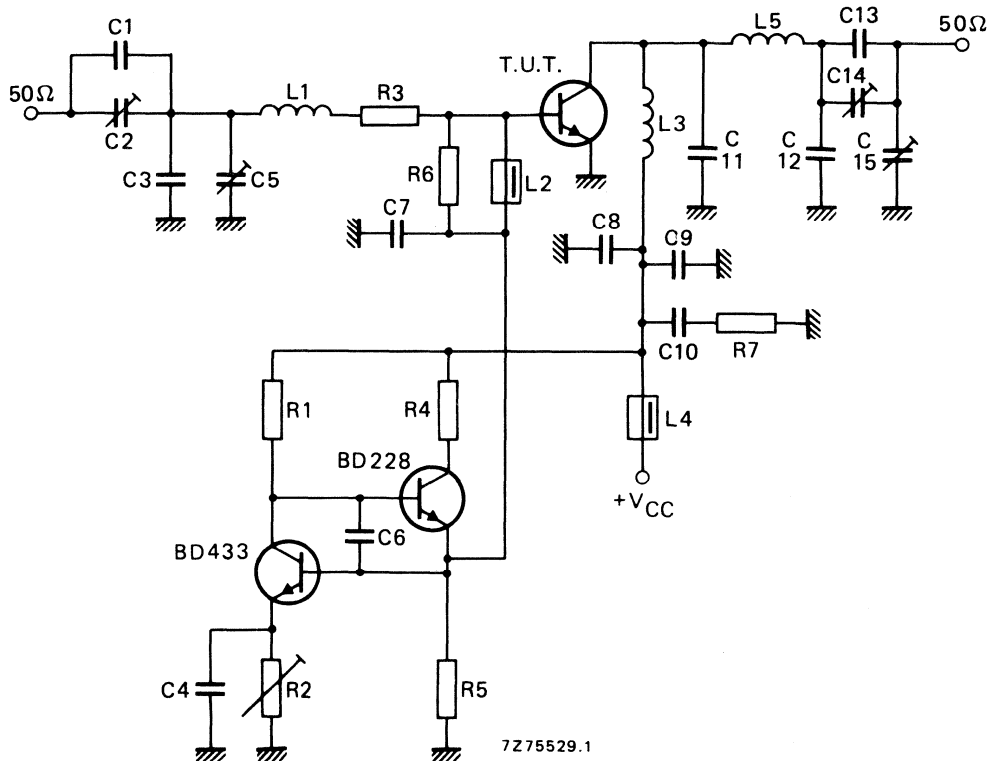 C1
50Ω
C2
L1
R3
T.U.T.
L5
C13
50Ω
C14
L3
C
11
C
12
C
15
C3
C5
R6
L2
C7
C8
C9
C10
R7
R1
R4
L4
BD228
+VCC
C6
BD433
C4
R2
R5
7Z75529.1